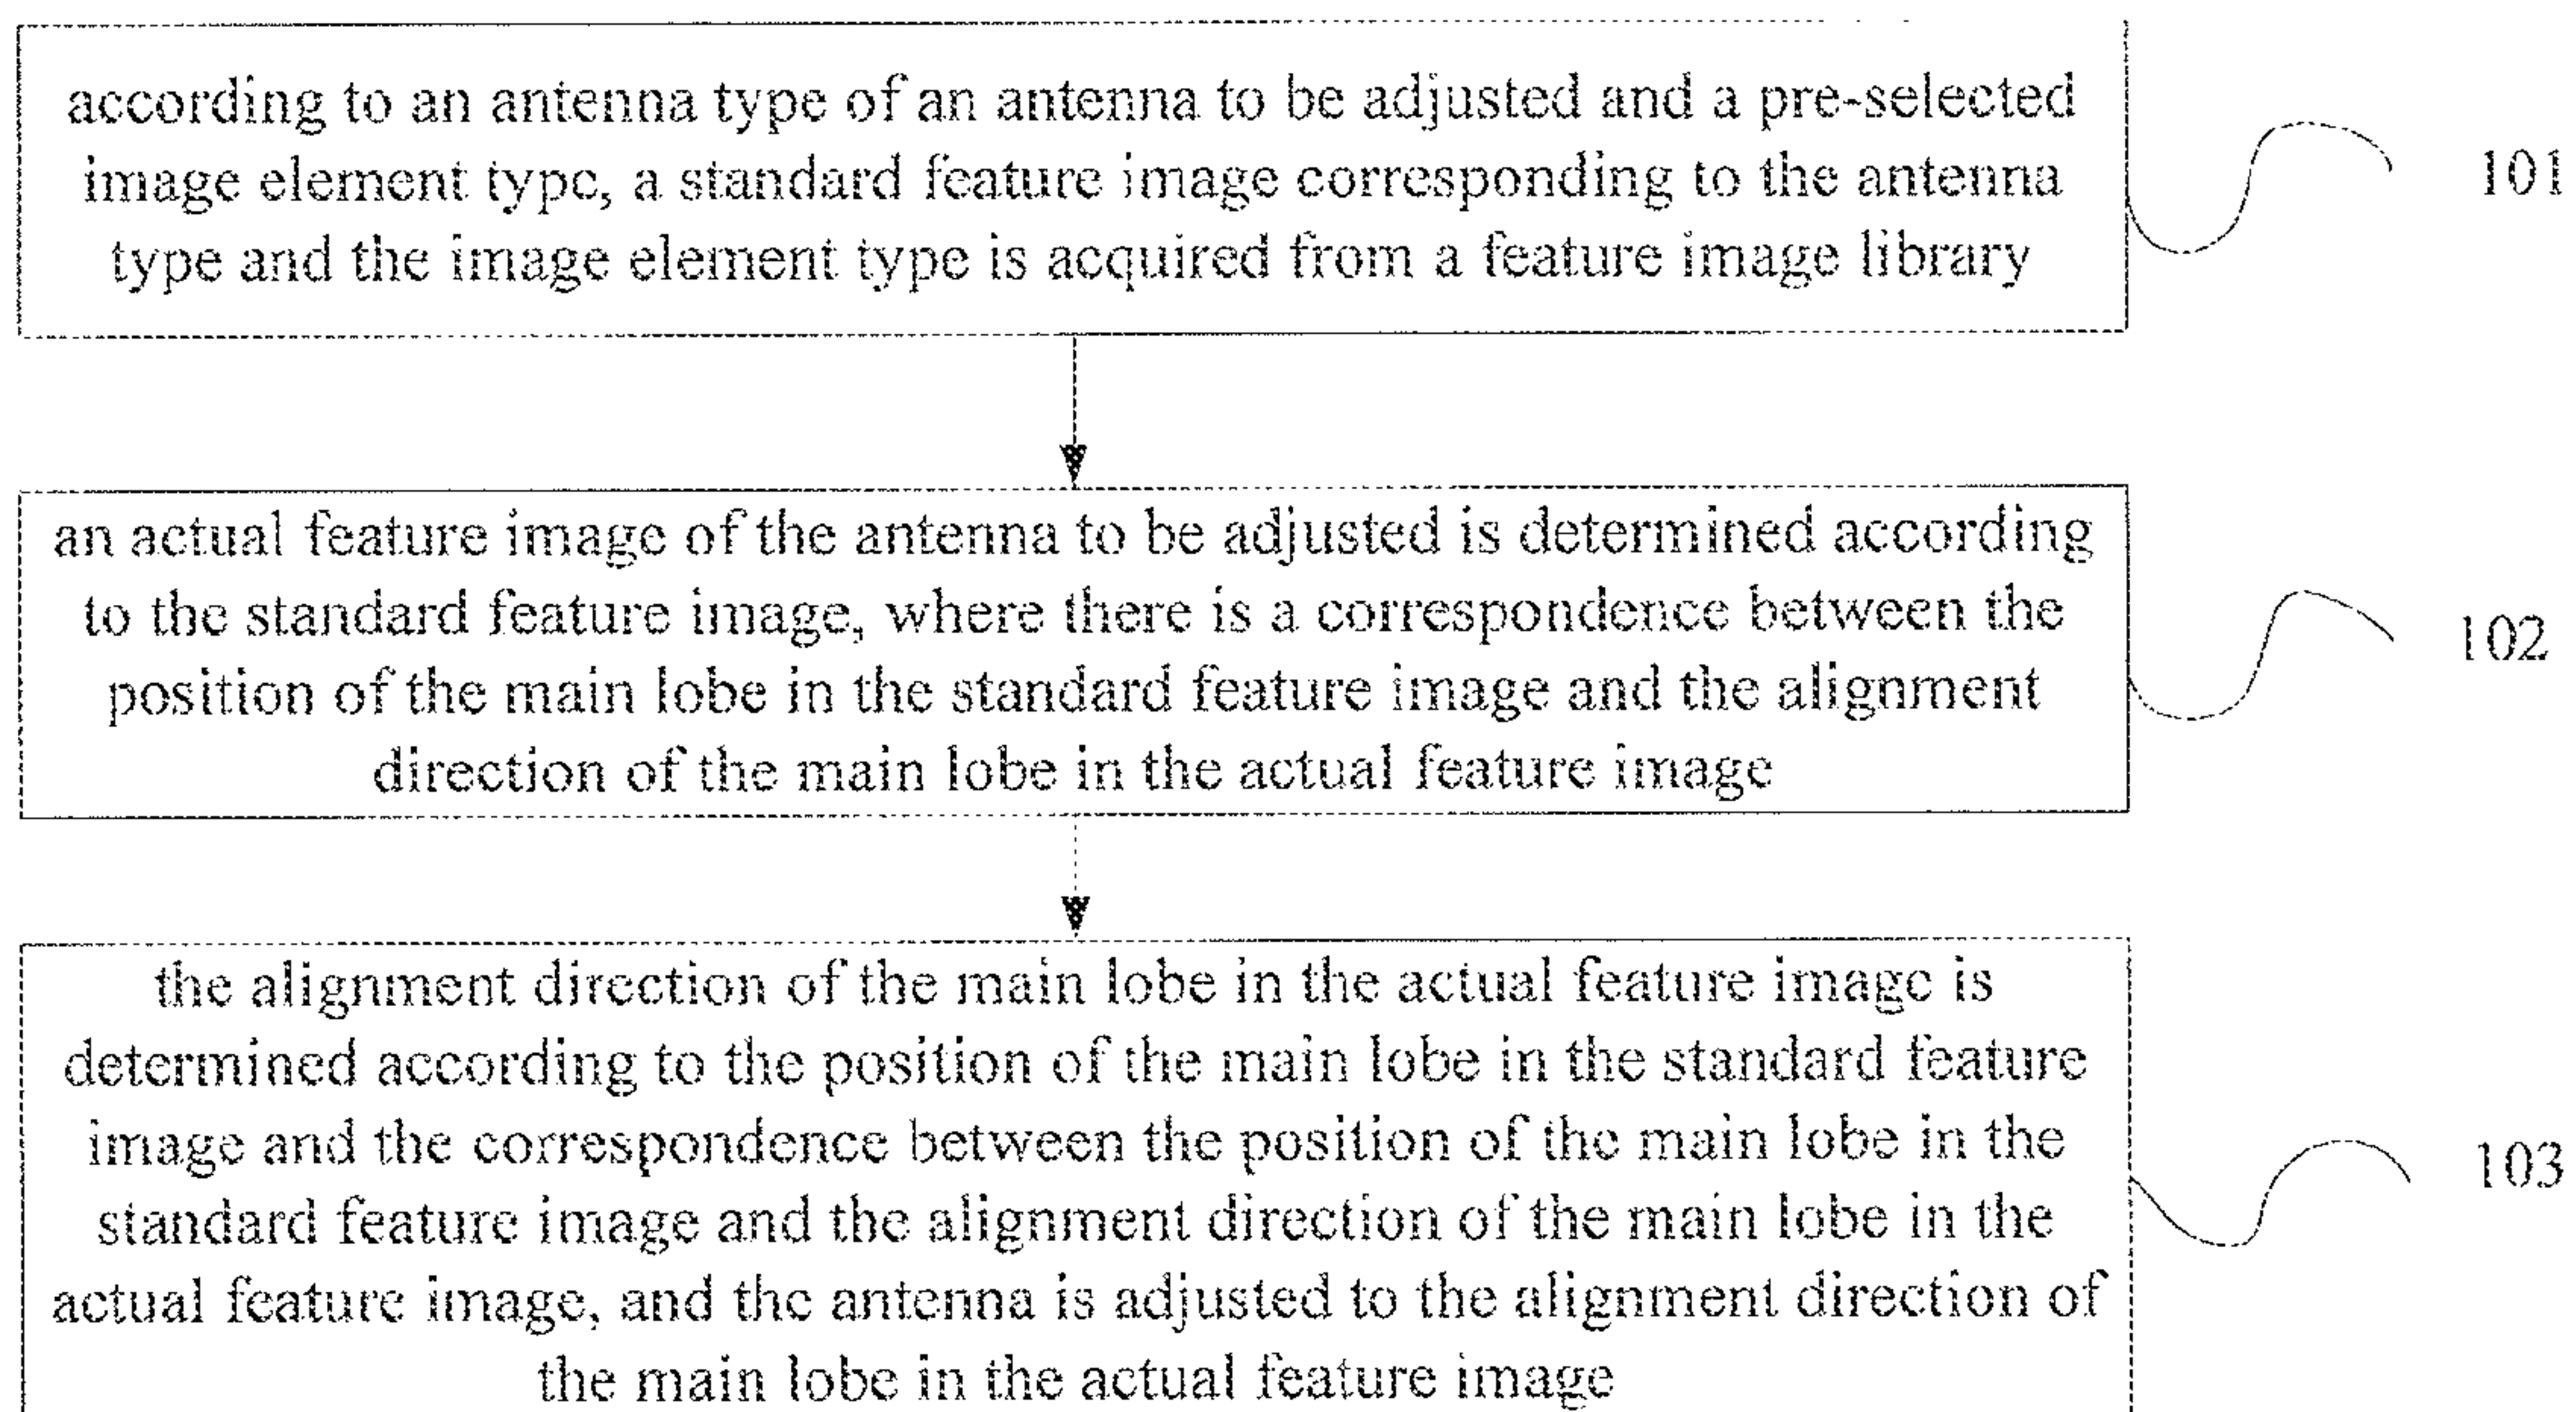 according to an antenna type of an antenna to be adjusted and a pre-selected
image element type, a standard feature image corresponding to the antenna
type and the image element type is acquired from a feature image library
101
an actual feature image of the antenna to be adjusted is determined according
to the standard feature image, where there is a correspondence between the
position of the main lobe in the standard feature image and the alignment
direction of the main lobe in the actual feature image
102
the alignment direction of the main lobe in the actual feature image is
determined according to the position of the main lobe in the standard feature
image and the correspondence between the position of the main lobe in the
standard feature image and the alignment direction of the main lobe in the
actual feature image, and the antenna is adjusted to the alignment direction of
the main lobe in the actual feature image
103